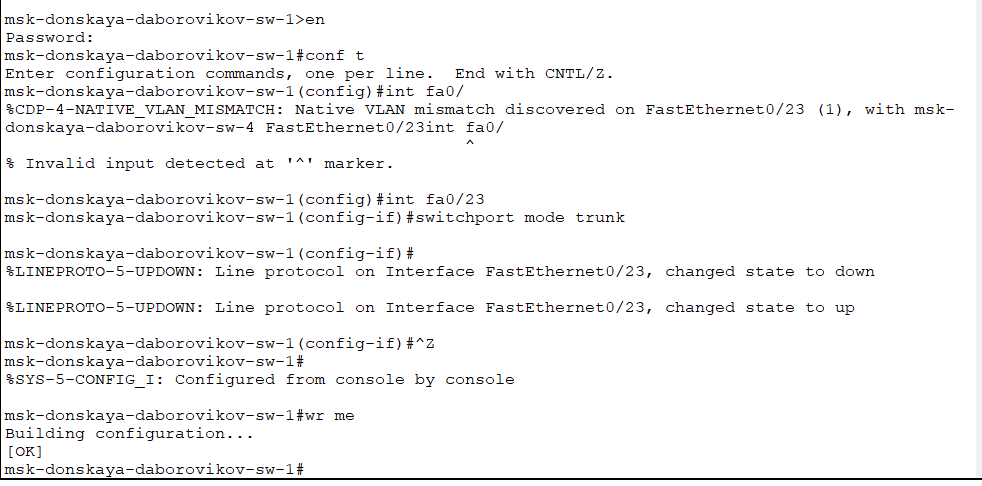 msk-donskaya-daborovikov-sw-1>en
Password:
msk-donskaya-daborovikov-sw-1#conf t
Enter configuration commands, one per line.  End with CNTL/Z.
msk-donskaya-daborovikov-sw-1(config)#int fa0/
%CDP-4-NATIVE_VLAN_MISMATCH: Native VLAN mismatch discovered on FastEthernet0/23 (1), with msk-
donskaya-daborovikov-sw-4 FastEthernet0/23int fa0/
^
% Invalid input detected at '^' marker.
msk-donskaya-daborovikov-sw-1(config)#int fa0/23
msk-donskaya-daborovikov-sw-1(config-if)#switchport mode trunk
msk-donskaya-daborovikov-sw-1(config-if)#
%LINEPROTO-5-UPDOWN: Line protocol on Interface FastEthernet0/23, changed state to down
%LINEPROTO-5-UPDOWN: Line protocol on Interface FastEthernet0/23, changed state to up
msk-donskaya-daborovikov-sw-1(config-if)#^Z
msk-donskaya-daborovikov-sw-1#
%SYS-5-CONFIG_I: Configured from console by console
msk-donskaya-daborovikov-sw-1#wr me
Building configuration...
[OK]
msk-donskaya-daborovikov-sw-1#